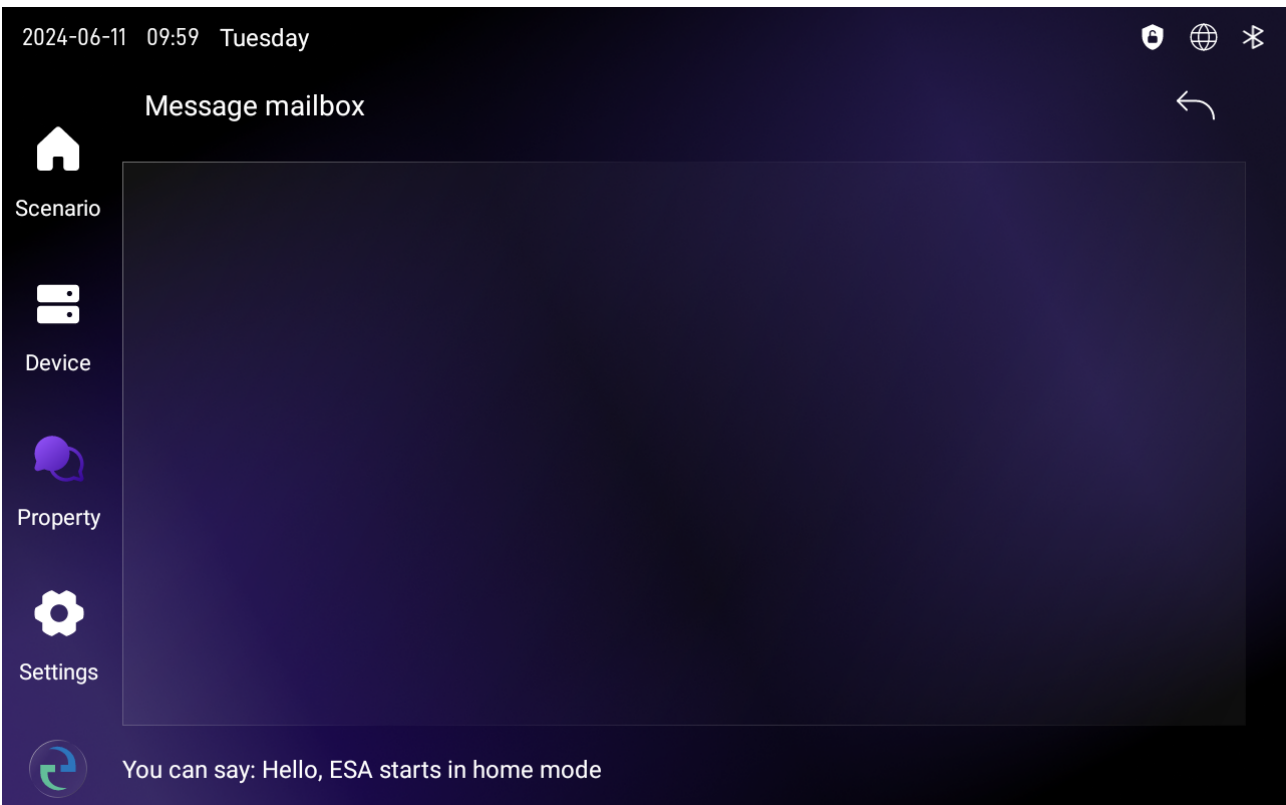 2024-06-11 09:59 Tuesday
Message mailbox
Scenario
Device
Property
Settings
You can say: Hello, ESA starts in home mode